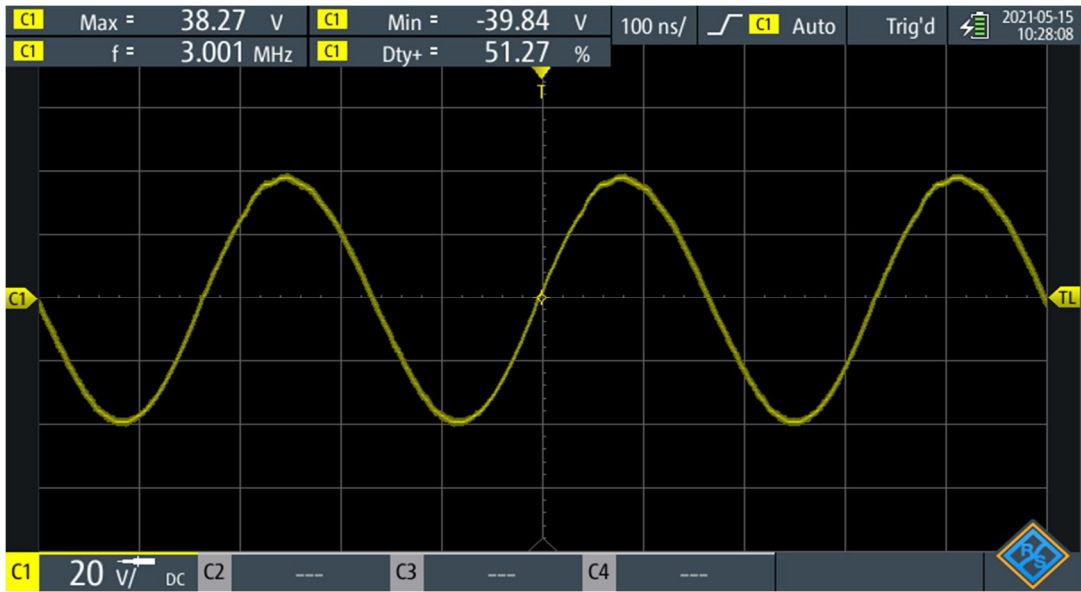 C1 Max = 38.27 V C1 Min = -39.84 V 100 ns/ C1 Auto Trig'd 2021-05-15
10:28:08
C1 f = 3.001 MHz C1 Dty+ = 51.27 %
T
C1 TL
C1 20 V/ DC C2 --- C3 --- C4 ---
R&S